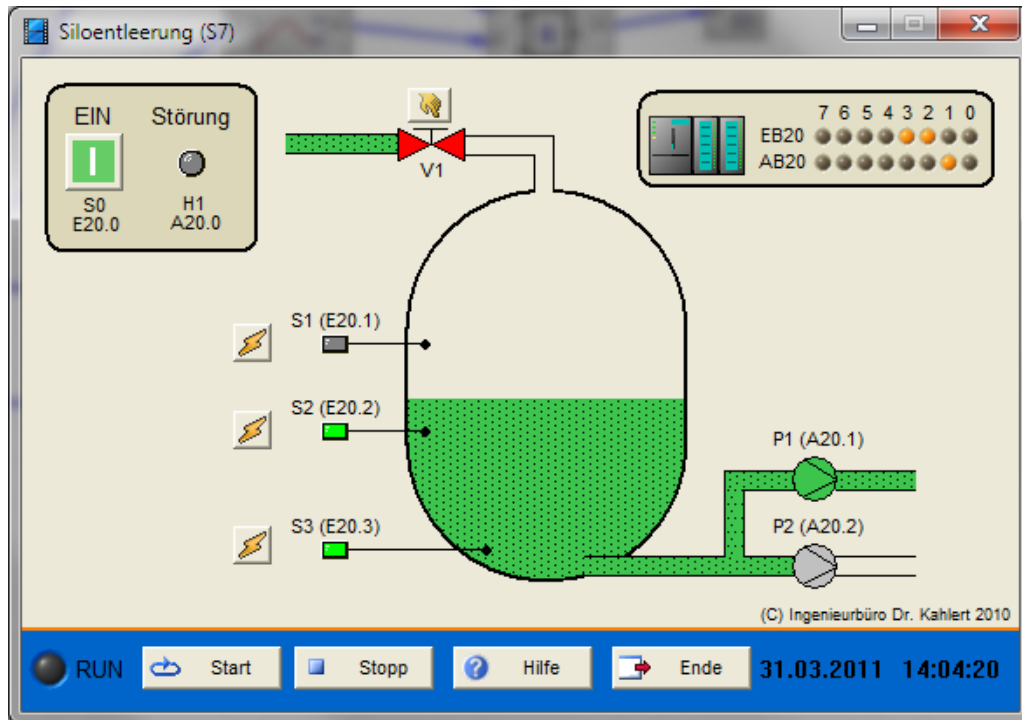 Siloentleerung (S7)
EIN
Störung
S0
E20.0
H1
A20.0
V1
7 6 5 4 3 2 1 0
EB20
AB20
S1 (E20.1)
S2 (E20.2)
S3 (E20.3)
P1 (A20.1)
P2 (A20.2)
(C) Ingenieurbüro Dr. Kahlert 2010
RUN
Start
Stopp
Hilfe
Ende
31.03.2011 14:04:20